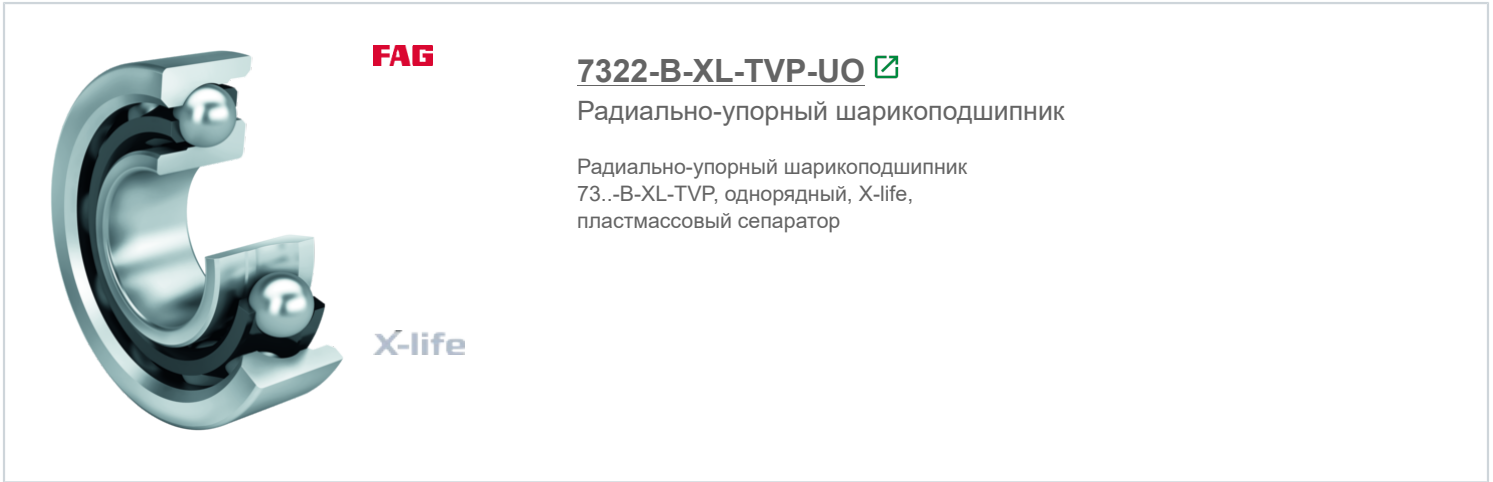 FAG
7322-B-XL-TVP-UO
Радиально-упорный шарикоподшипник
Радиально-упорный шарикоподшипник
73..-B-XL-TVP, однорядный, X-life,
пластмассовый сепаратор
X-life